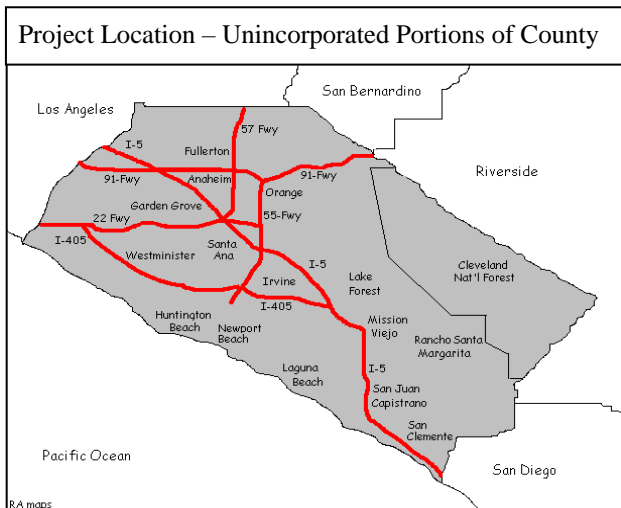 Project Location – Unincorporated Portions of County
San Bernardino
Los Angeles
57 Fwy
I-5
Fullerton
Riverside
91-Fwy
Anaheim
91-Fwy
Orange
Garden Grove
22 Fwy
55-Fwy
I-405
Westminister
Santa
Ana
I-5
Irvine
Lake
Forest
Cleveland
Nat'l Forest
I-405
Huntington
Beach
Newport
Beach
Mission
Viejo
Rancho Santa
Margarita
Laguna
Beach
I-5
San Juan
Capistrano
San
Clemente
Pacific Ocean
San Diego
RA maps